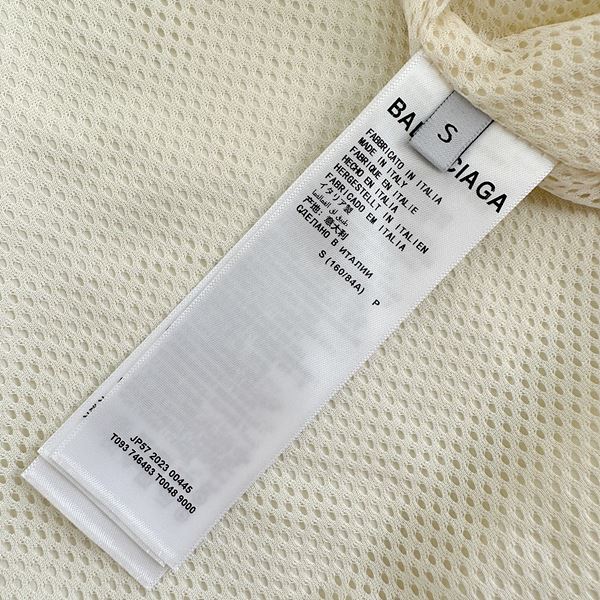 BA CIAGA
S
FABBRICATO IN ITALIA
MADE IN ITALY
FABRIQUE EN ITALIE
HECHO EN ITALIA
HERGESTELLT IN ITALIEN
FABRICADO EM ITALIA
イタリア製
产地: 意大利
СДЕЛАНО В ИТАЛИИ
S (160/84A) P
JP57 2023 00445
T093 746483 T0048 9000